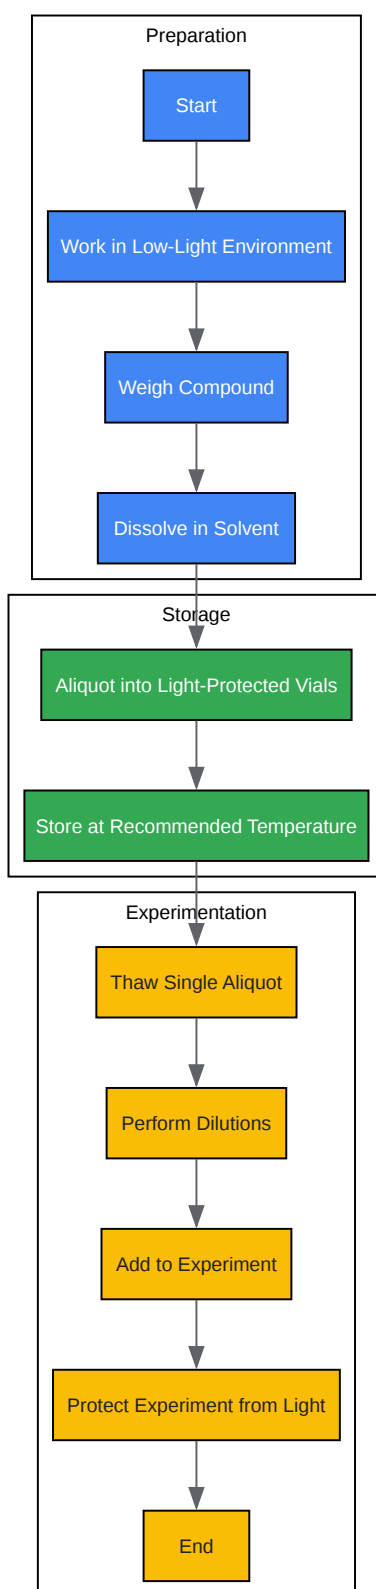 Preparation
Start
Work in Low-Light Environment
Weigh Compound
Dissolve in Solvent
Storage
Aliquot into Light-Protected Vials
Store at Recommended Temperature
Experimentation
Thaw Single Aliquot
Perform Dilutions
Add to Experiment
Protect Experiment from Light
End